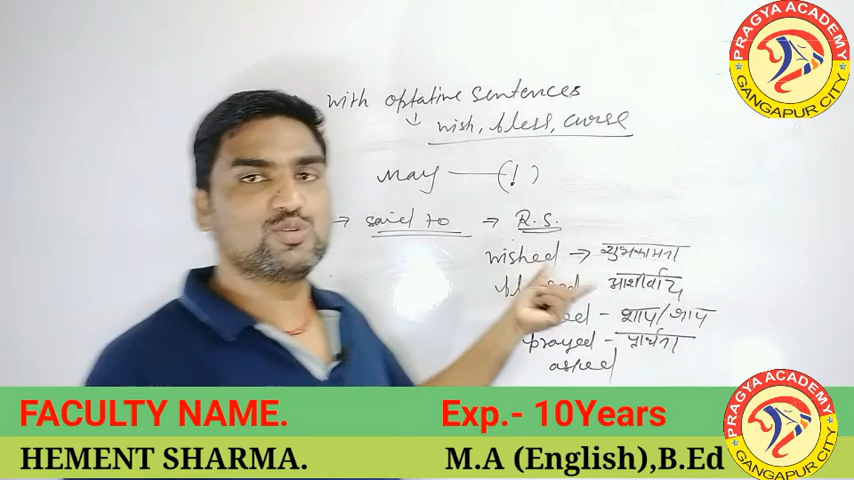 with optative sentences
wish, bless, curse
May — (!)
→ said to → R.S.
wished → शुभकामना
आशीर्वाद
शाप/श्राप
prayed - प्रार्थना
asked
PRAGYA ACADEMY
GANGAPUR CITY
FACULTY NAME. Exp.- 10Years
HEMENT SHARMA. M.A (English),B.Ed
PRAGYA ACADEMY
GANGAPUR CITY